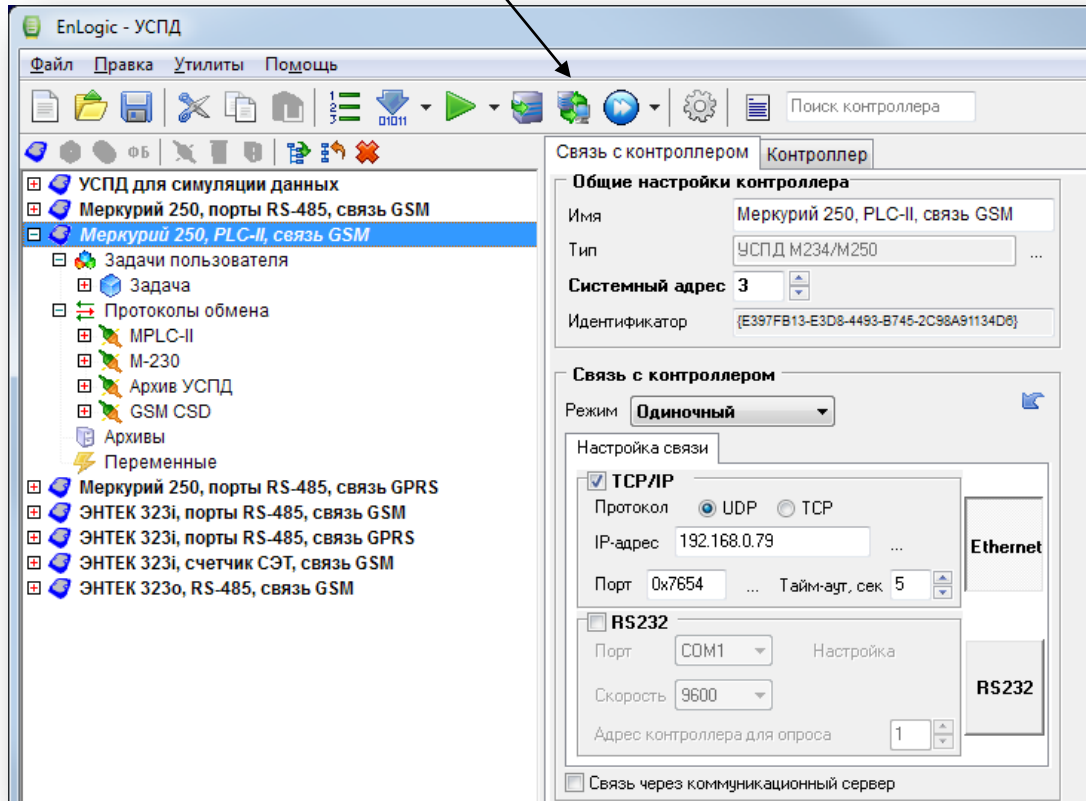 EnLogic - УСПД
Файл Правка Утилиты Помощь
1 2 3 01011 Поиск контроллера
ФБ
Связь с контроллером Контроллер
УСПД для симуляции данных
Меркурий 250, порты RS-485, связь GSM
Меркурий 250, PLC-II, связь GSM
Задачи пользователя
Задача
Протоколы обмена
MPLC-II
М-230
Архив УСПД
GSM CSD
Архивы
Переменные
Меркурий 250, порты RS-485, связь GPRS
ЭНТЕК 323i, порты RS-485, связь GSM
ЭНТЕК 323i, порты RS-485, связь GPRS
ЭНТЕК 323i, счетчик СЭТ, связь GSM
ЭНТЕК 323о, RS-485, связь GSM
Общие настройки контроллера
Имя Меркурий 250, PLC-II, связь GSM
Тип УСПД М234/М250 ...
Системный адрес 3
Идентификатор {E397FB13-E3D8-4493-B745-2C98A91134D6}
Связь с контроллером
Режим Одиночный
Настройка связи
TCP/IP
Протокол UDP TCP
IP-адрес 192.168.0.79 ...
Ethernet
Порт 0x7654 ... Тайм-аут, сек 5
RS232
Порт COM1 Настройка
Скорость 9600
RS232
Адрес контроллера для опроса 1
Связь через коммуникационный сервер